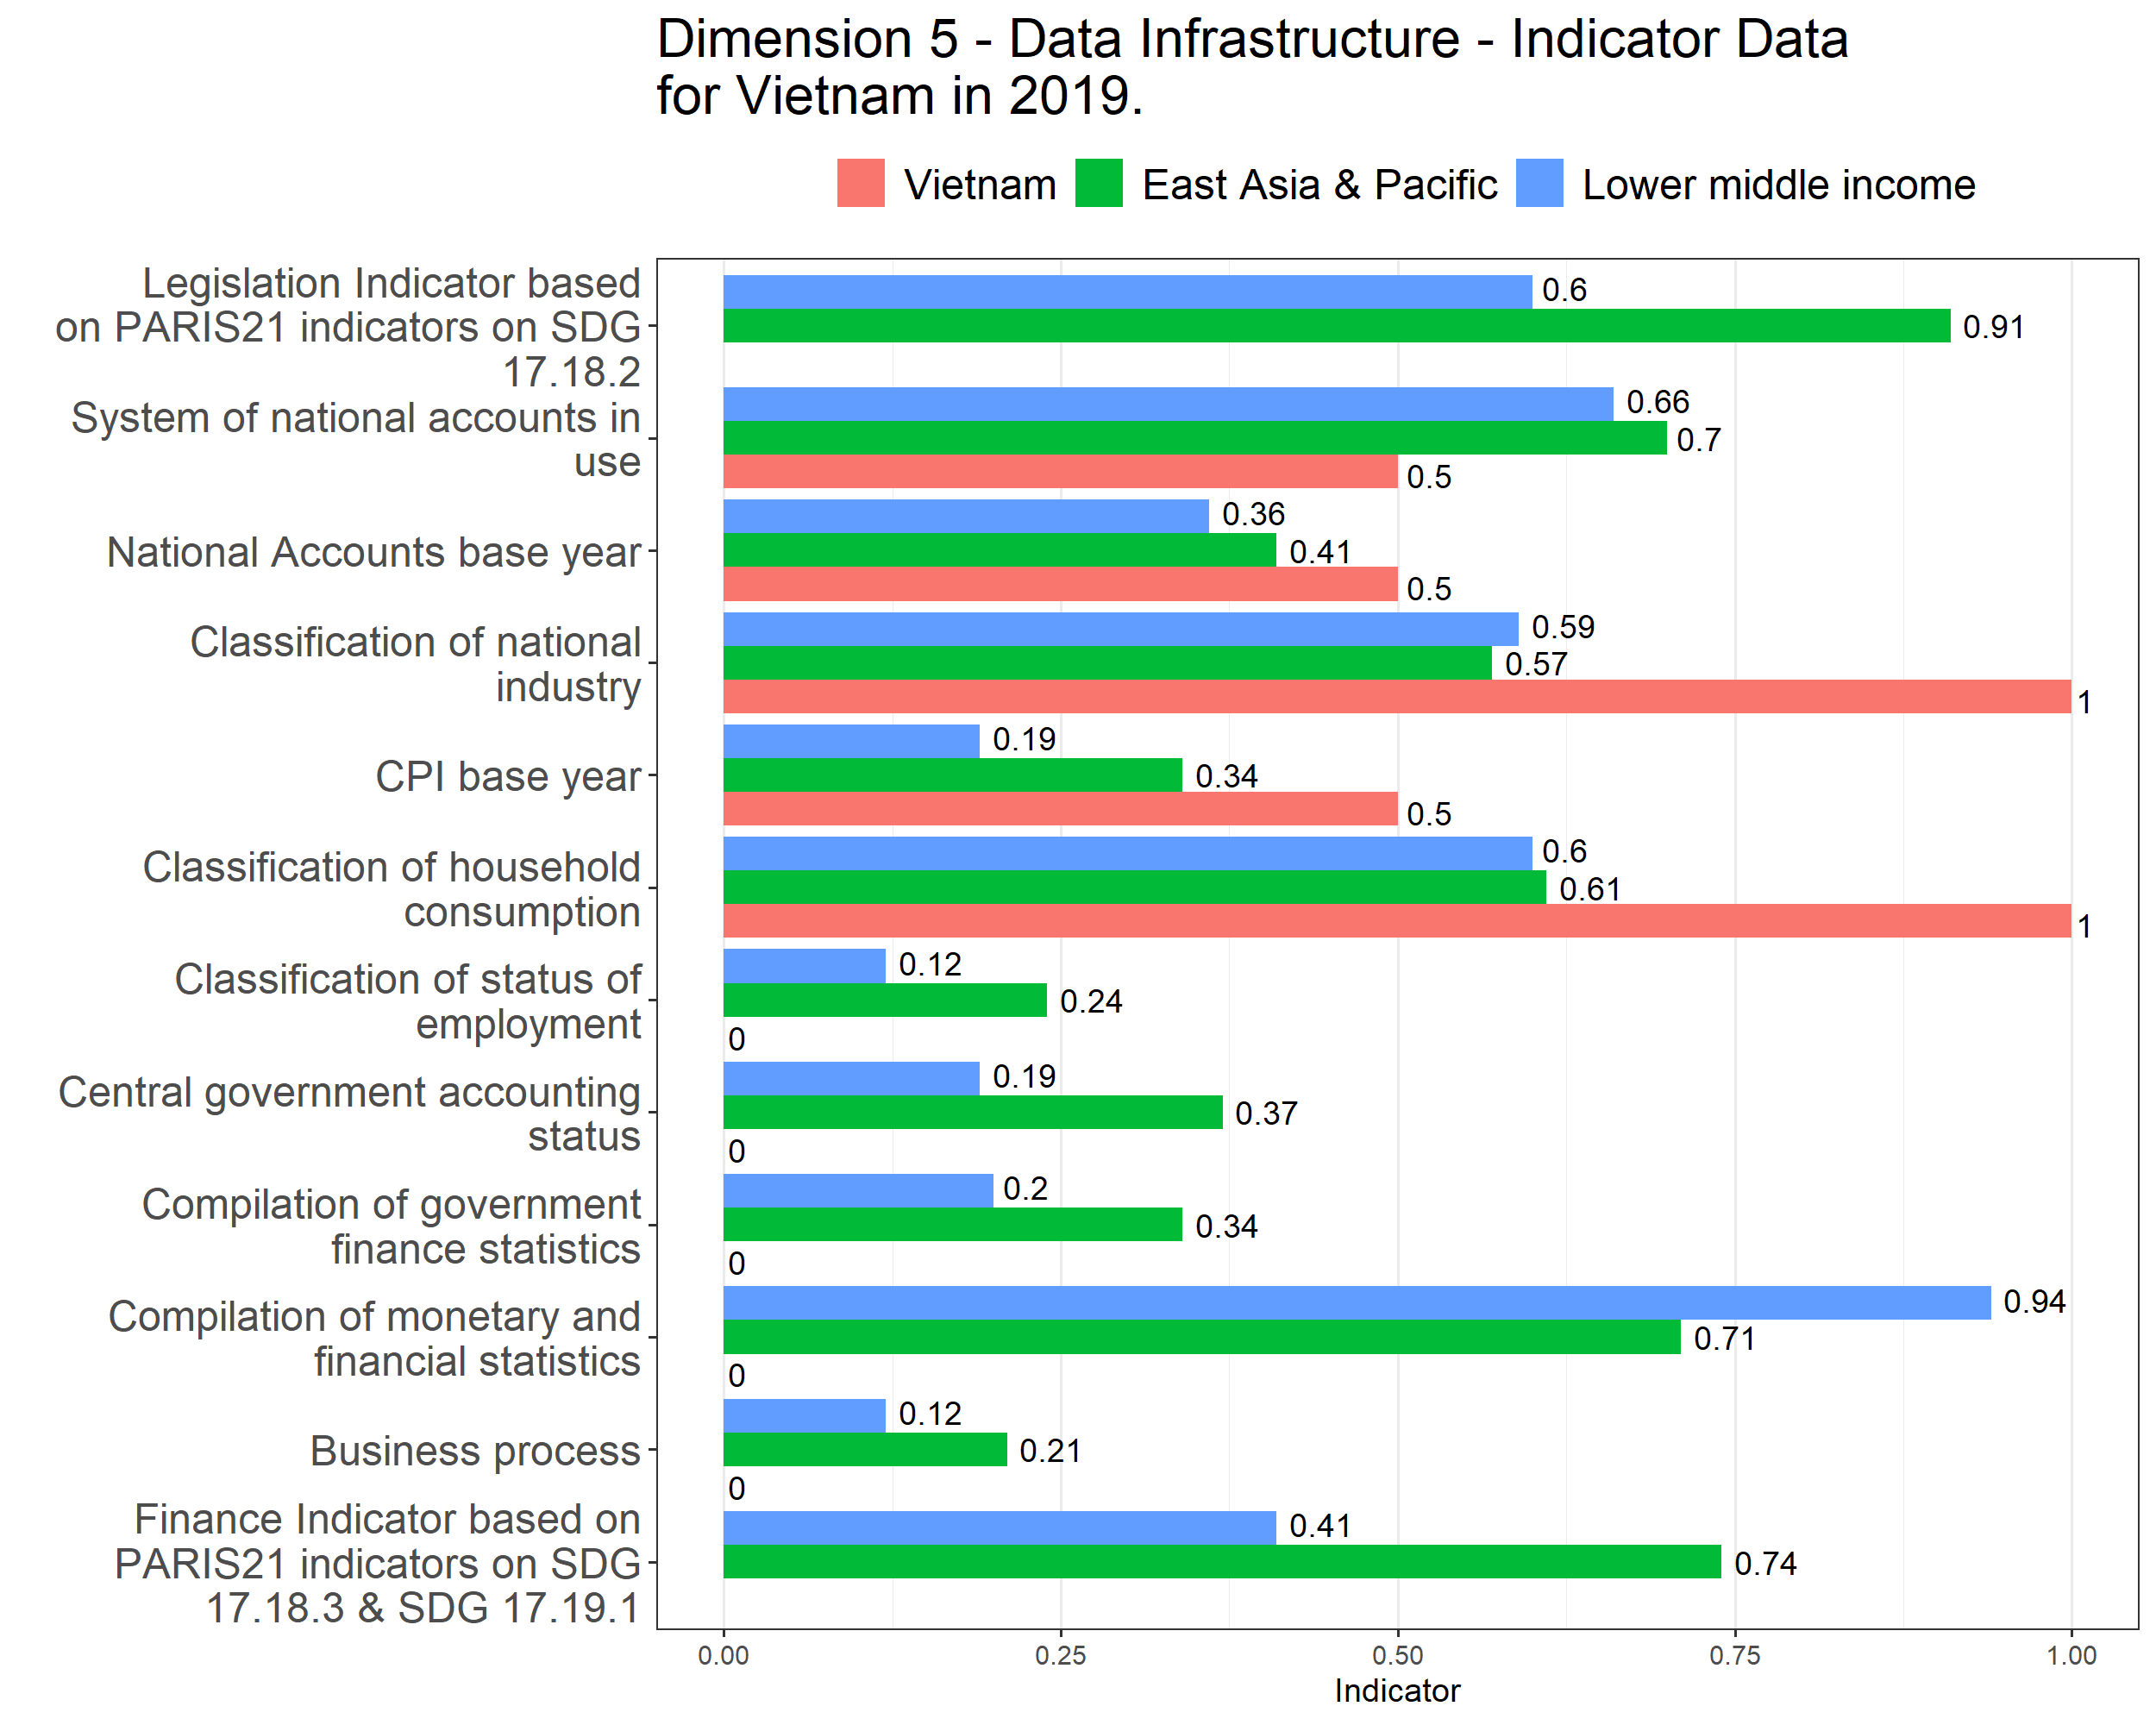 Dimension 5 - Data Infrastructure - Indicator Data
for Vietnam in 2019.
Vietnam
East Asia & Pacific
Lower middle income
Legislation Indicator based
on PARIS21 indicators on SDG
17.18.2
0.6
0.91
System of national accounts in
use
0.66
0.7
0.5
National Accounts base year
0.36
0.41
0.5
Classification of national
industry
0.59
0.57
1
CPI base year
0.19
0.34
0.5
Classification of household
consumption
0.6
0.61
1
Classification of status of
employment
0.12
0.24
0
Central government accounting
status
0.19
0.37
0
Compilation of government
finance statistics
0.2
0.34
0
Compilation of monetary and
financial statistics
0.94
0.71
0
Business process
0.12
0.21
0
Finance Indicator based on
PARIS21 indicators on SDG
17.18.3 & SDG 17.19.1
0.41
0.74
0.00
0.25
0.50
0.75
1.00
Indicator